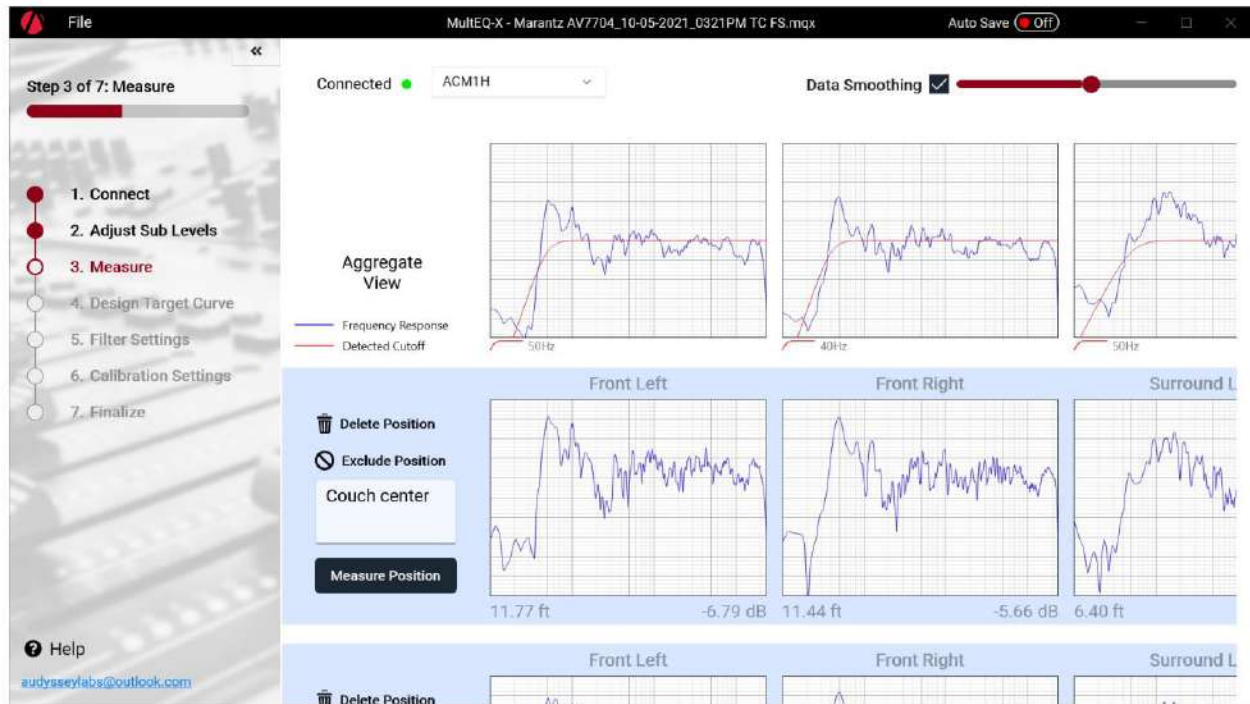 File
MultEQ-X - Marantz AV7704_10-05-2021_0321PM TC FS.mqx
Auto Save
Off
«
Step 3 of 7: Measure
1. Connect
2. Adjust Sub Levels
3. Measure
4. Design Target Curve
5. Filter Settings
6. Calibration Settings
7. Finalize
Help
audysseylabs@outlook.com
Connected
ACM1H
Data Smoothing
Aggregate
View
Frequency Response
Detected Cutoff
50Hz
40Hz
50Hz
Front Left
Front Right
Surround L
Delete Position
Exclude Position
Couch center
Measure Position
11.77 ft
-6.79 dB
11.44 ft
-5.66 dB
6.40 ft
Front Left
Front Right
Surround L
Delete Position